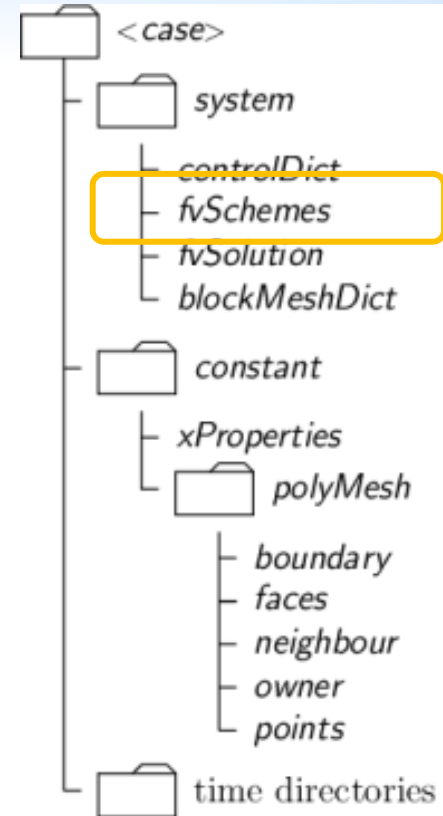 <case>
system
controlDict
fvSchemes
fvSolution
blockMeshDict
constant
xProperties
polyMesh
boundary
faces
neighbour
owner
points
time directories